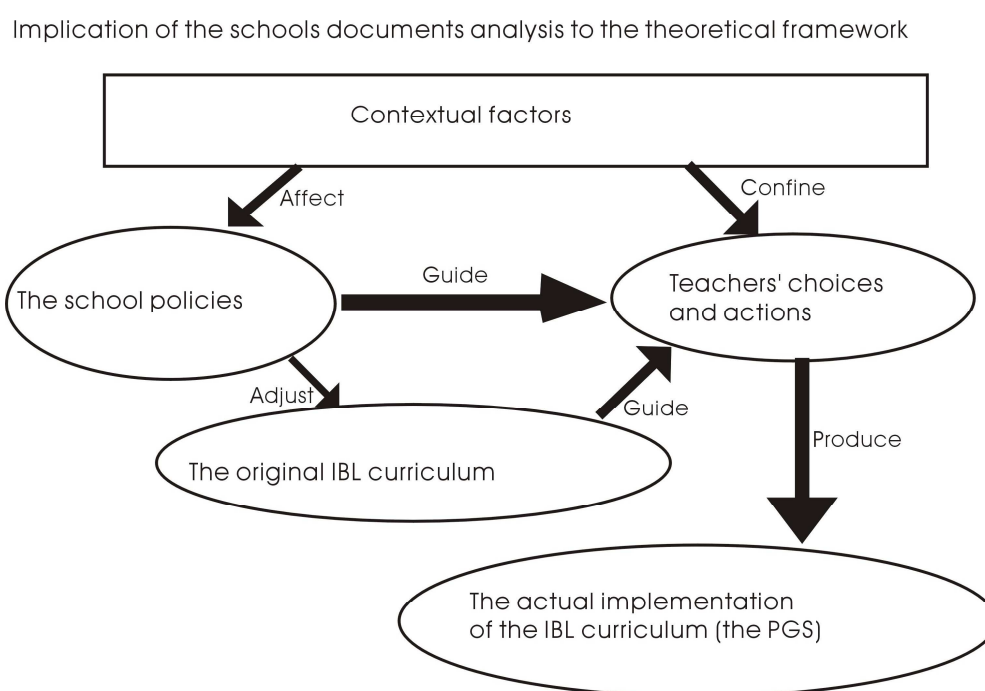 Implication of the schools documents analysis to the theoretical framework
Contextual factors
Affect
Confine
The school policies
Guide
Teachers' choices
and actions
Adjust
Guide
The original IBL curriculum
Produce
The actual implementation
of the IBL curriculum (the PGS)